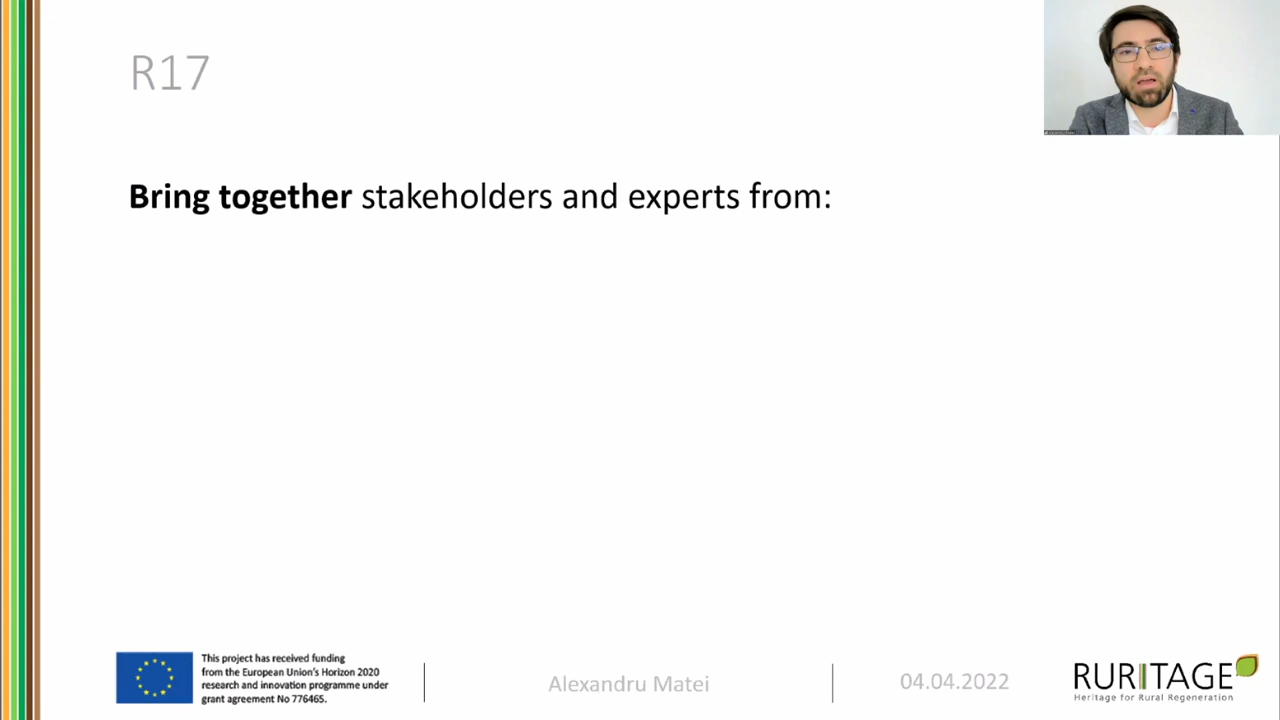 R17
Bring together stakeholders and experts from:
This project has received funding
from the European Union's Horizon 2020
research and innovation programme under
grant agreement No 776465.
Alexandru Matei
04.04.2022
RURITAGE
Heritage for Rural Regeneration